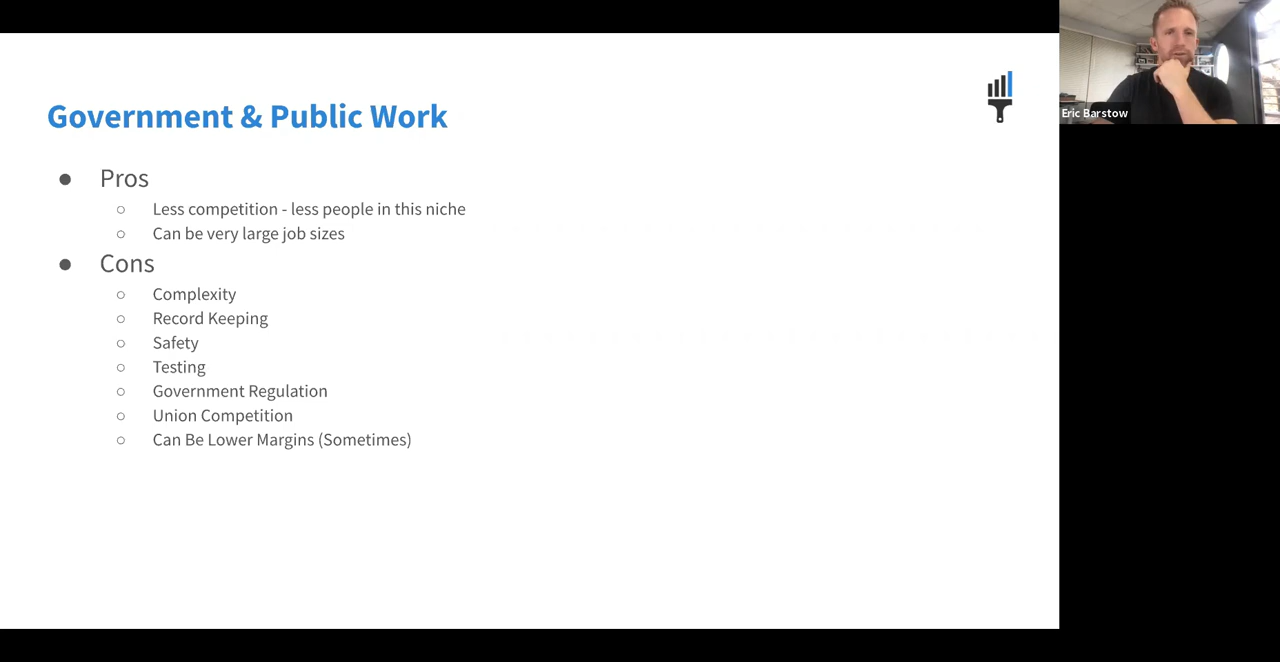 Government & Public Work
● Pros
○ Less competition - less people in this niche
○ Can be very large job sizes
● Cons
○ Complexity
○ Record Keeping
○ Safety
○ Testing
○ Government Regulation
○ Union Competition
○ Can Be Lower Margins (Sometimes)
Eric Barstow